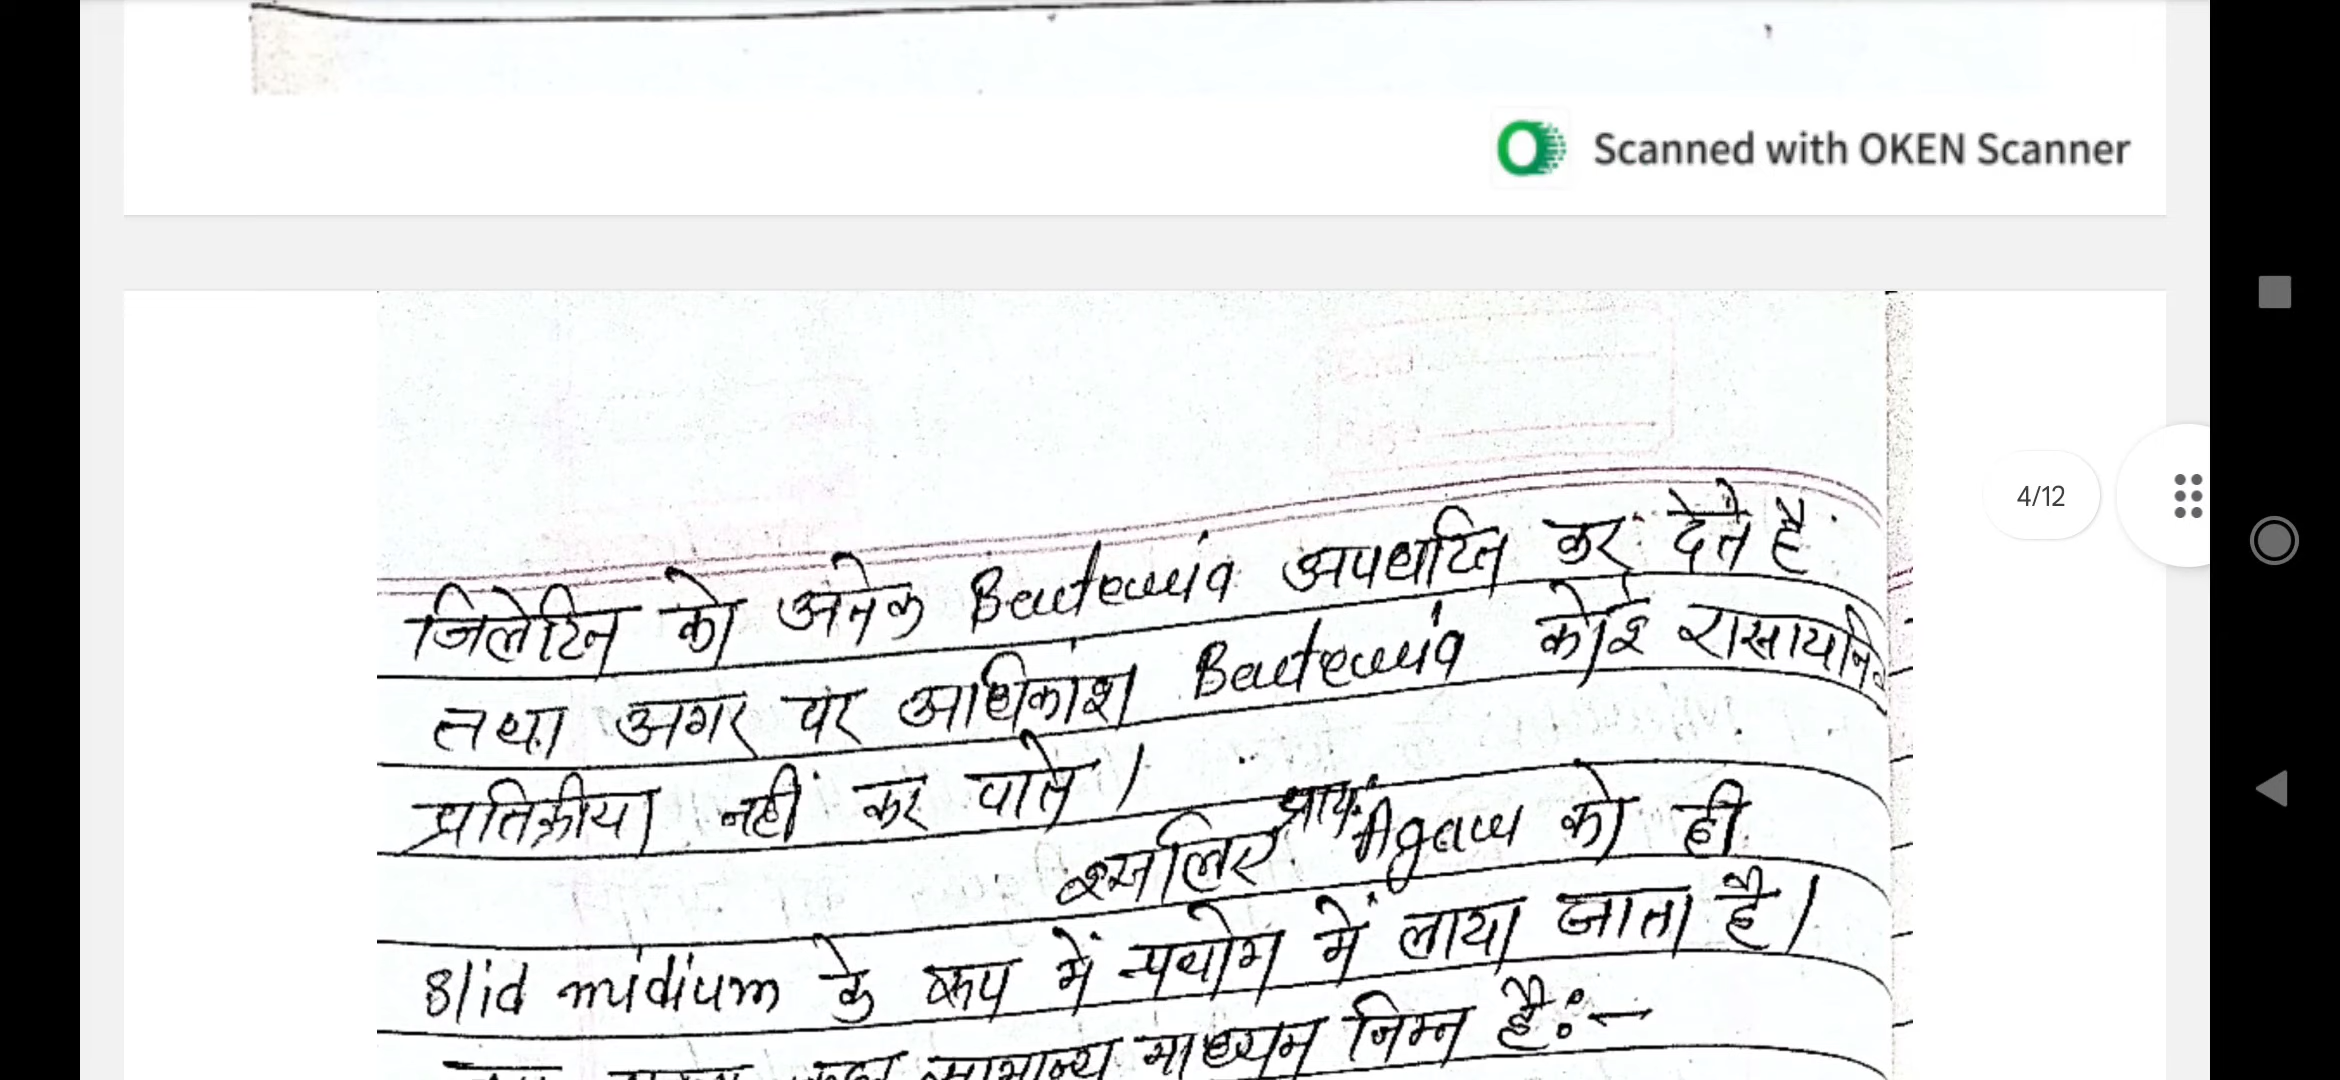 Scanned with OKEN Scanner
4/12
जिलेटिन को अनेक Bacteria अपघटित कर देते है
तथा अगर पर अधिकांश Bacteria कोई रासायनिक
प्रतिक्रीया नहीं कर पाते।
इसलिए प्रायः Agar को ही
Slid midium के रूप में प्रयोग में लाया जाता है।
सामान्य माध्यम निम्न है:-